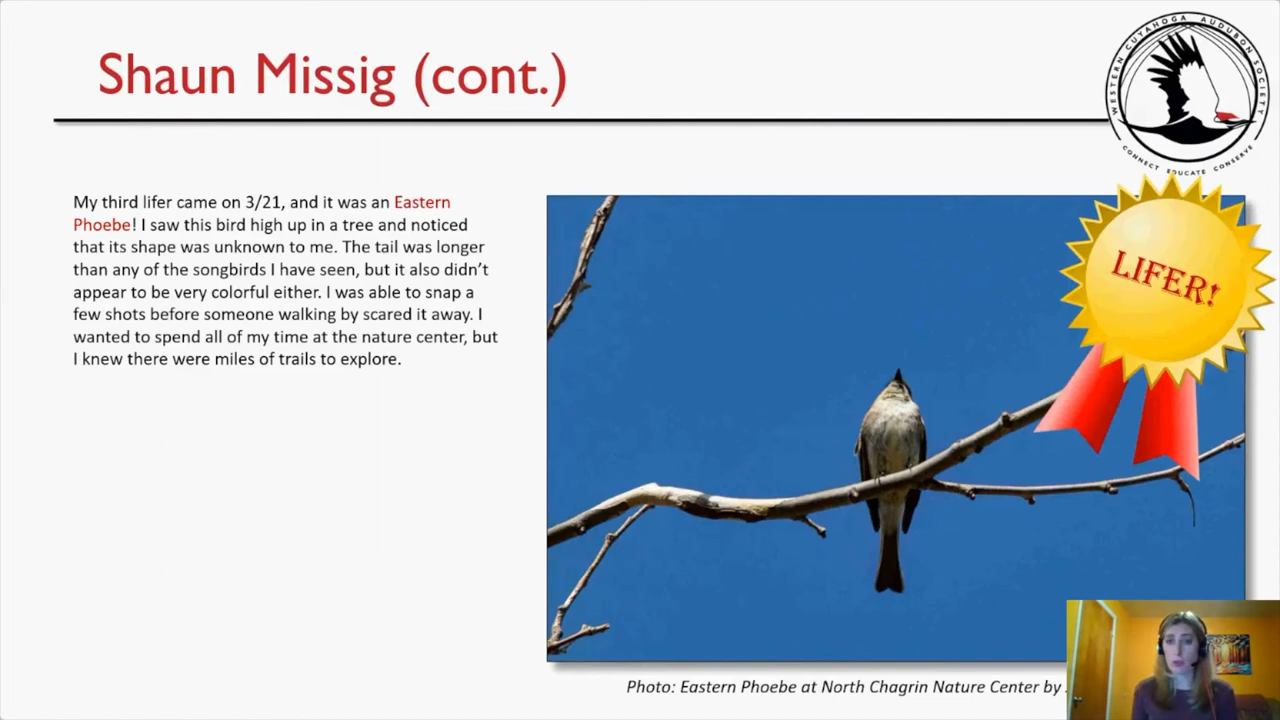 Shaun Missig (cont.)
WESTERN CUYAHOGA AUDUBON SOCIETY
CONNECT EDUCATE CONSERVE
My third lifer came on 3/21, and it was an Eastern
Phoebe! I saw this bird high up in a tree and noticed
that its shape was unknown to me. The tail was longer
than any of the songbirds I have seen, but it also didn’t
appear to be very colorful either. I was able to snap a
few shots before someone walking by scared it away. I
wanted to spend all of my time at the nature center, but
I knew there were miles of trails to explore.
LIFER!
Photo: Eastern Phoebe at North Chagrin Nature Center by